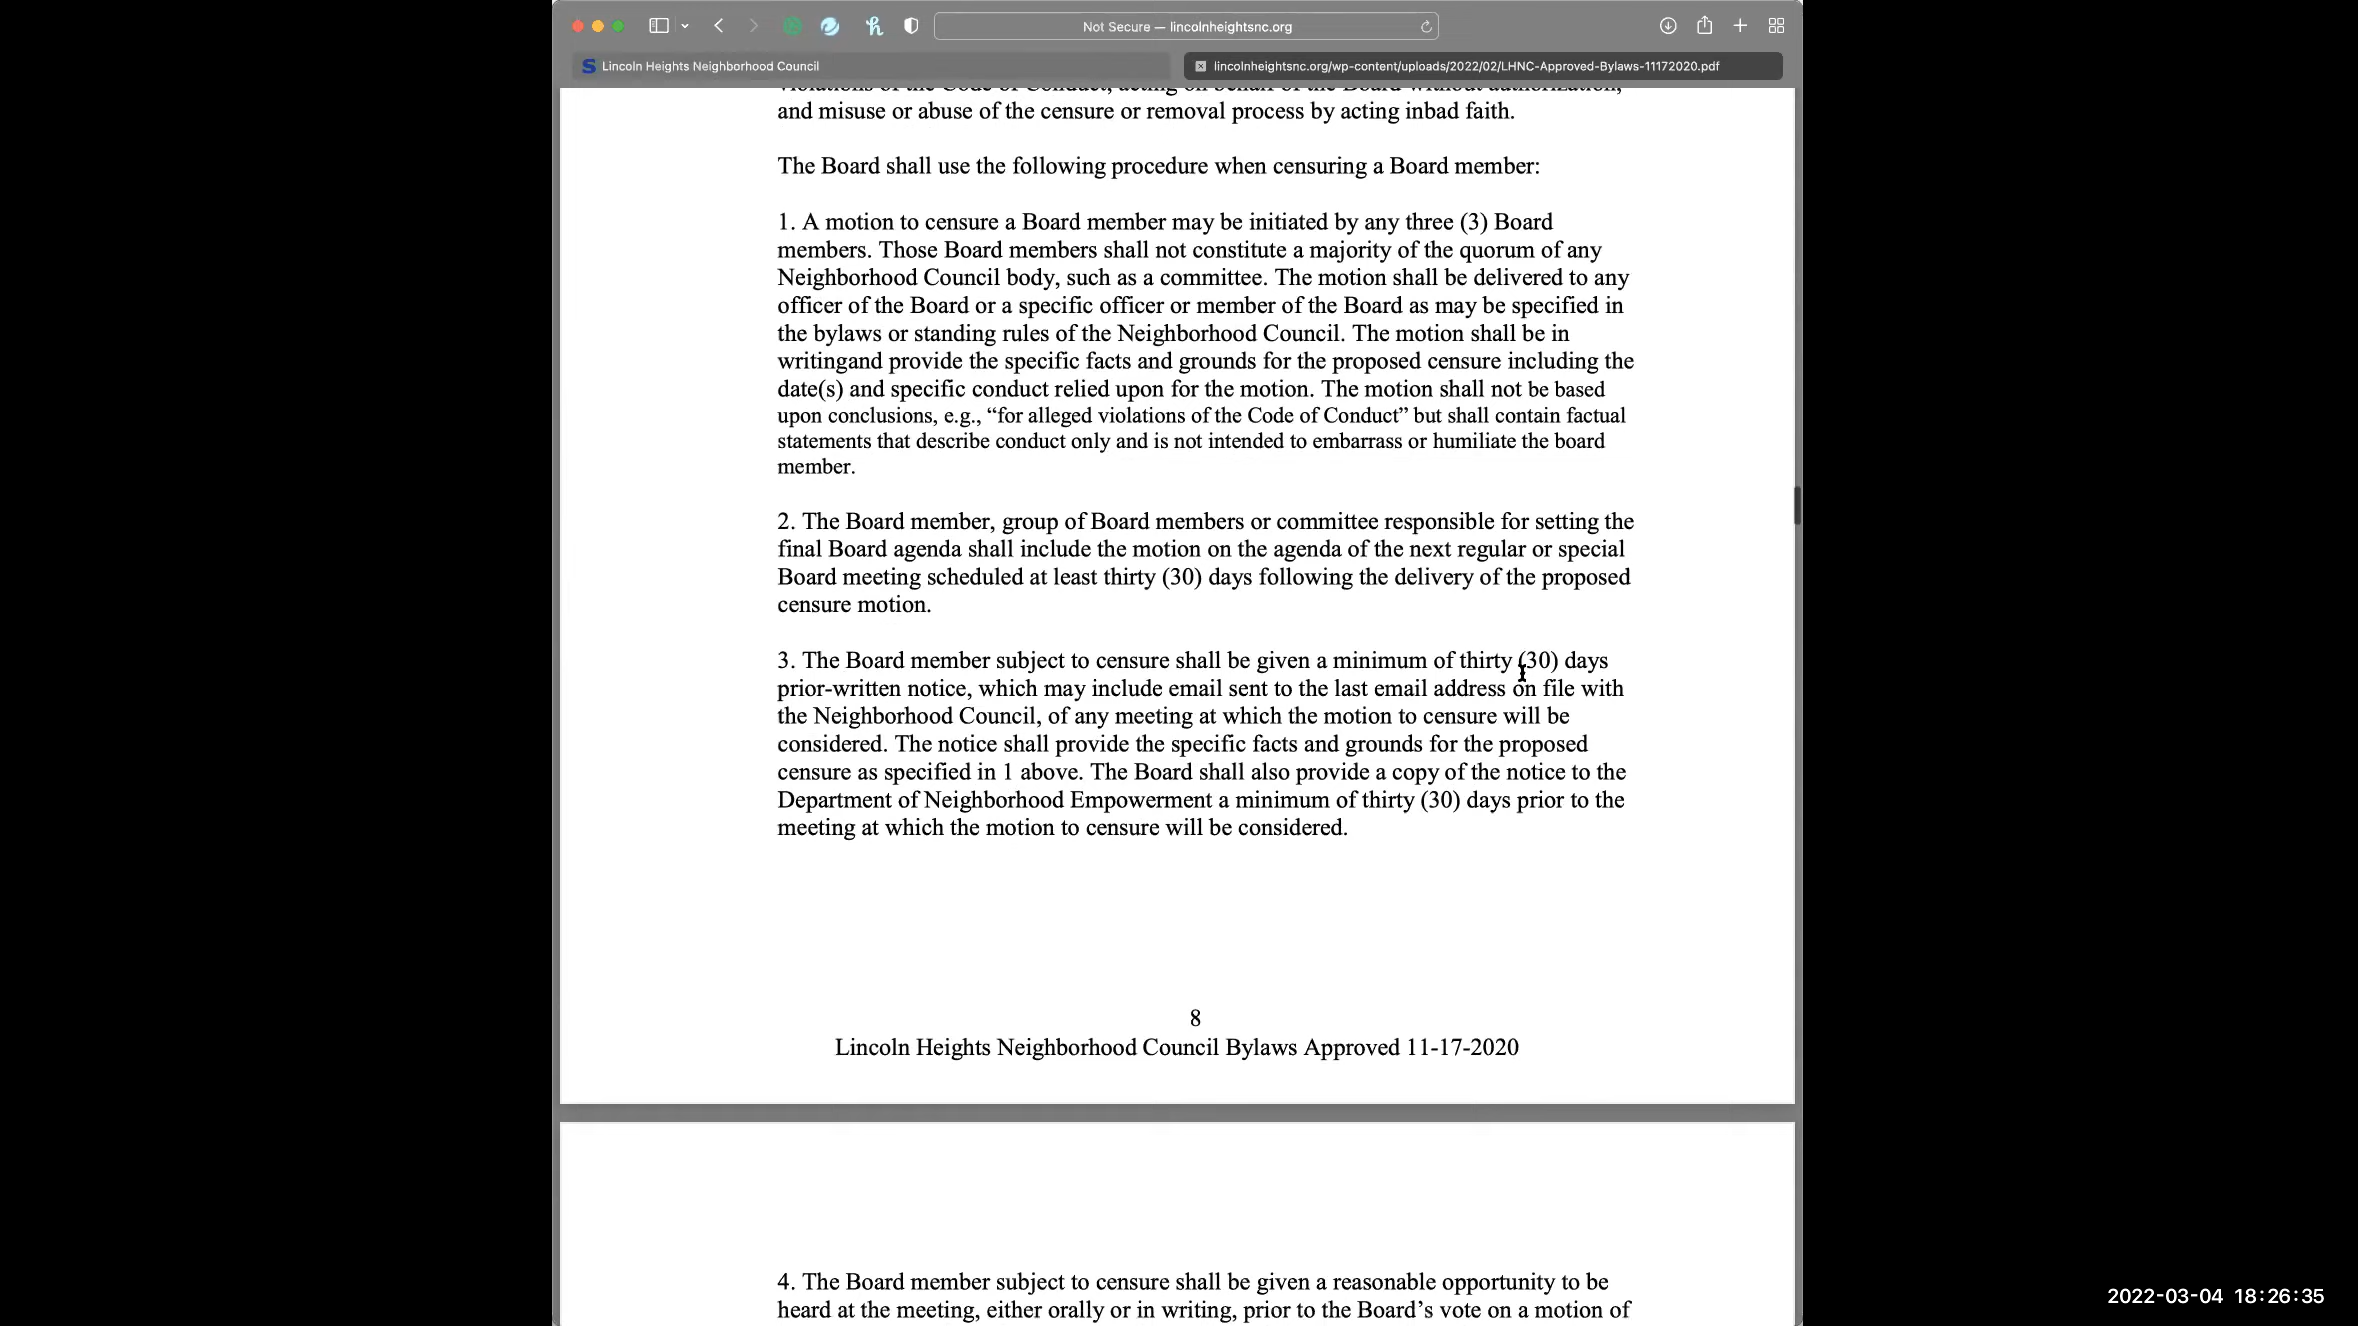 Not Secure — lincolnheightsnc.org
Lincoln Heights Neighborhood Council
lincolnheightsnc.org/wp-content/uploads/2022/02/LHNC-Approved-Bylaws-11172020.pdf
violations of the Code of Conduct, acting on behalf of the Board without authorization,
and misuse or abuse of the censure or removal process by acting inbad faith.
The Board shall use the following procedure when censuring a Board member:
1. A motion to censure a Board member may be initiated by any three (3) Board
members. Those Board members shall not constitute a majority of the quorum of any
Neighborhood Council body, such as a committee. The motion shall be delivered to any
officer of the Board or a specific officer or member of the Board as may be specified in
the bylaws or standing rules of the Neighborhood Council. The motion shall be in
writingand provide the specific facts and grounds for the proposed censure including the
date(s) and specific conduct relied upon for the motion. The motion shall not be based
upon conclusions, e.g., “for alleged violations of the Code of Conduct” but shall contain factual
statements that describe conduct only and is not intended to embarrass or humiliate the board
member.
2. The Board member, group of Board members or committee responsible for setting the
final Board agenda shall include the motion on the agenda of the next regular or special
Board meeting scheduled at least thirty (30) days following the delivery of the proposed
censure motion.
3. The Board member subject to censure shall be given a minimum of thirty (30) days
prior-written notice, which may include email sent to the last email address on file with
the Neighborhood Council, of any meeting at which the motion to censure will be
considered. The notice shall provide the specific facts and grounds for the proposed
censure as specified in 1 above. The Board shall also provide a copy of the notice to the
Department of Neighborhood Empowerment a minimum of thirty (30) days prior to the
meeting at which the motion to censure will be considered.
8
Lincoln Heights Neighborhood Council Bylaws Approved 11-17-2020
4. The Board member subject to censure shall be given a reasonable opportunity to be
heard at the meeting, either orally or in writing, prior to the Board’s vote on a motion of
2022-03-04 18:26:35